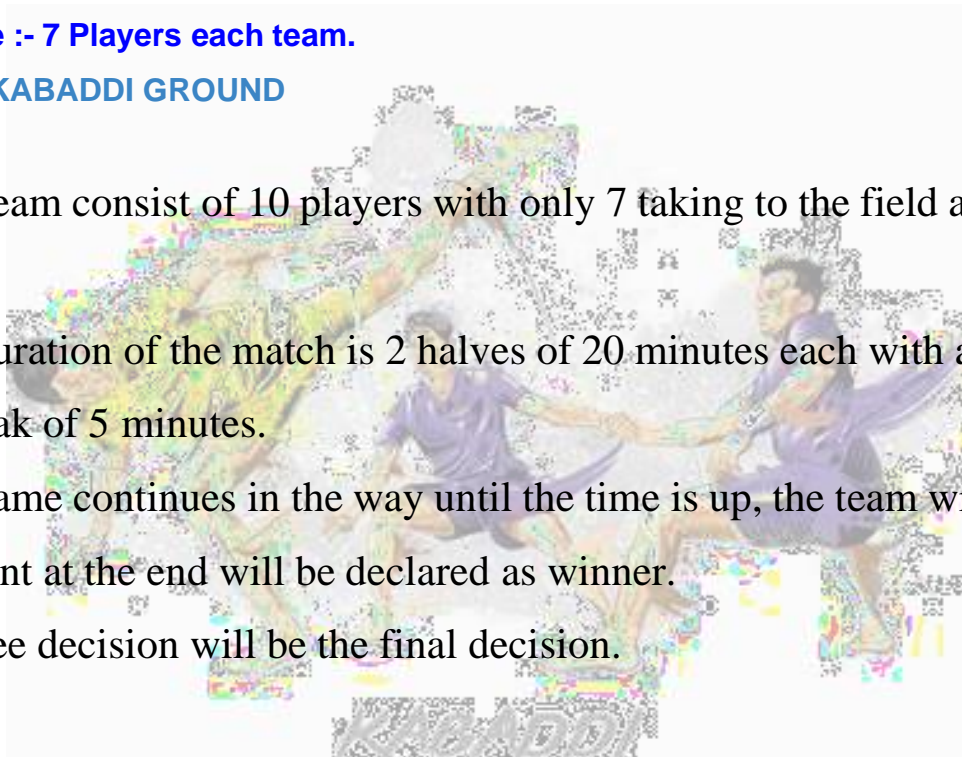 e :- 7 Players each team.
KABADDI GROUND
eam consist of 10 players with only 7 taking to the field a
uration of the match is 2 halves of 20 minutes each with a
ak of 5 minutes.
ame continues in the way until the time is up, the team wi
nt at the end will be declared as winner.
ee decision will be the final decision.
KABADDI